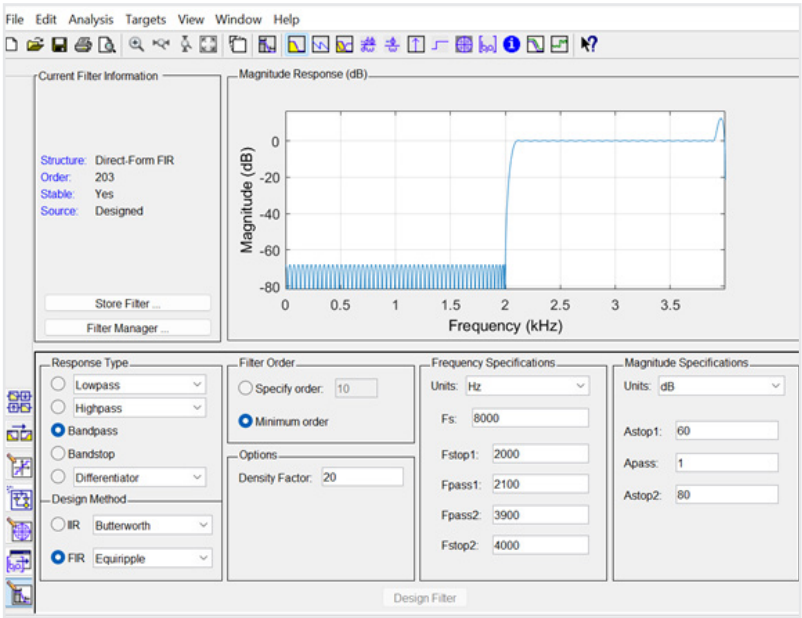 File Edit Analysis Targets View Window Help
Current Filter Information
Structure: Direct-Form FIR
Order: 203
Stable: Yes
Source: Designed
Store Filter ...
Filter Manager ...
Magnitude Response (dB)
Magnitude (dB)
0
-20
-40
-60
-80
0 0.5 1 1.5 2 2.5 3 3.5
Frequency (kHz)
Response Type
Lowpass
Highpass
Bandpass
Bandstop
Differentiator
Design Method
IIR Butterworth
FIR Equiripple
Filter Order
Specify order: 10
Minimum order
Options
Density Factor: 20
Frequency Specifications
Units: Hz
Fs: 8000
Fstop1: 2000
Fpass1: 2100
Fpass2: 3900
Fstop2: 4000
Magnitude Specifications
Units: dB
Astop1: 60
Apass: 1
Astop2: 80
Design Filter